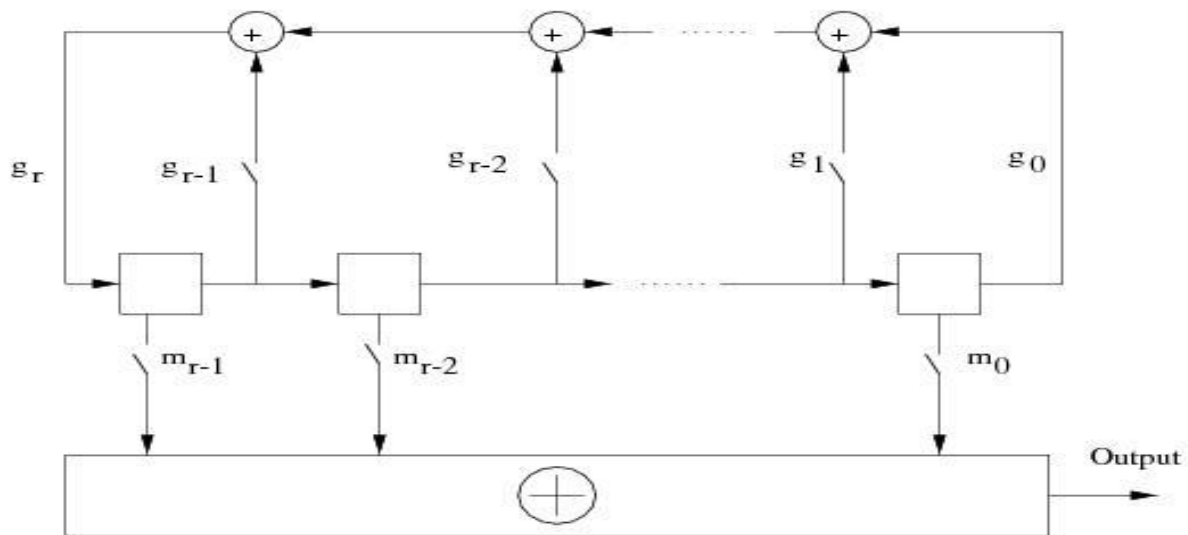 + + +
g_r g_{r-1} g_{r-2} g_1 g_0
m_{r-1} m_{r-2} m_0
Output